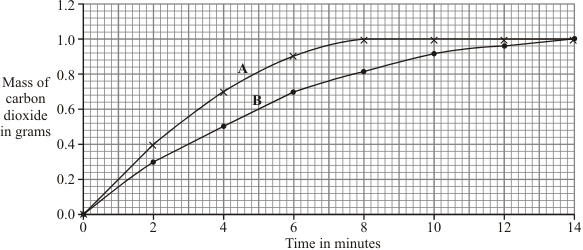 1.2
1.0
0.8
0.6
0.4
0.2
0.0
Mass of
carbon
dioxide
in grams
A
B
0 2 4 6 8 10 12 14
Time in minutes